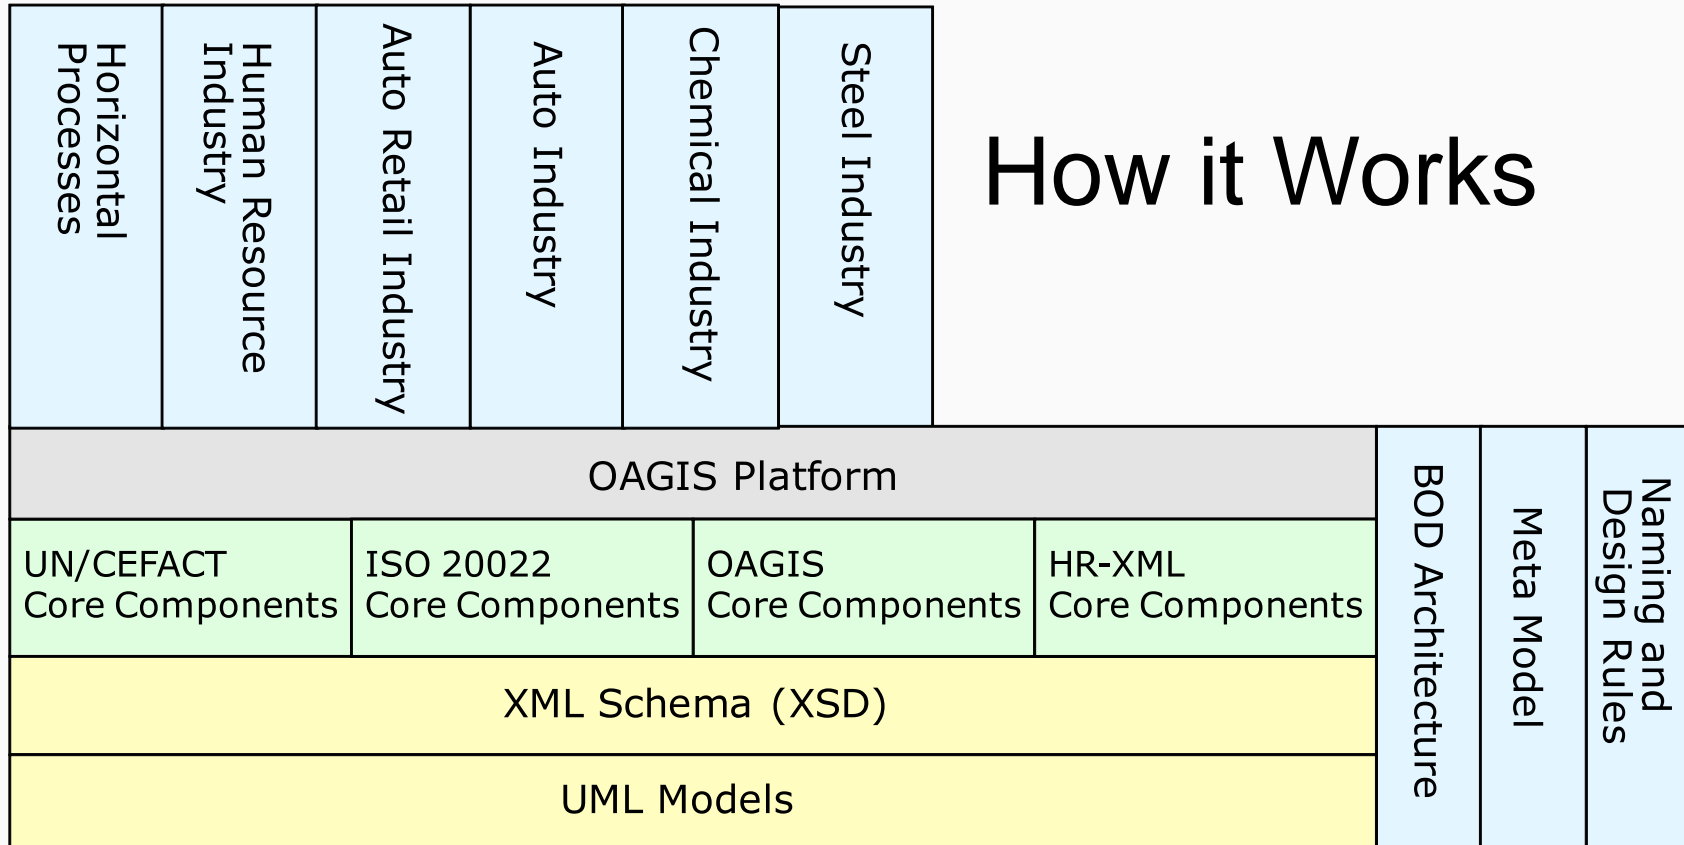 Horizontal
Processes
Human Resource
Industry
Auto Retail Industry
Auto Industry
Chemical Industry
Steel Industry
How it Works
OAGIS Platform
UN/CEFACT
Core Components
ISO 20022
Core Components
OAGIS
Core Components
HR-XML
Core Components
XML Schema (XSD)
UML Models
BOD Architecture
Meta Model
Naming and
Design Rules